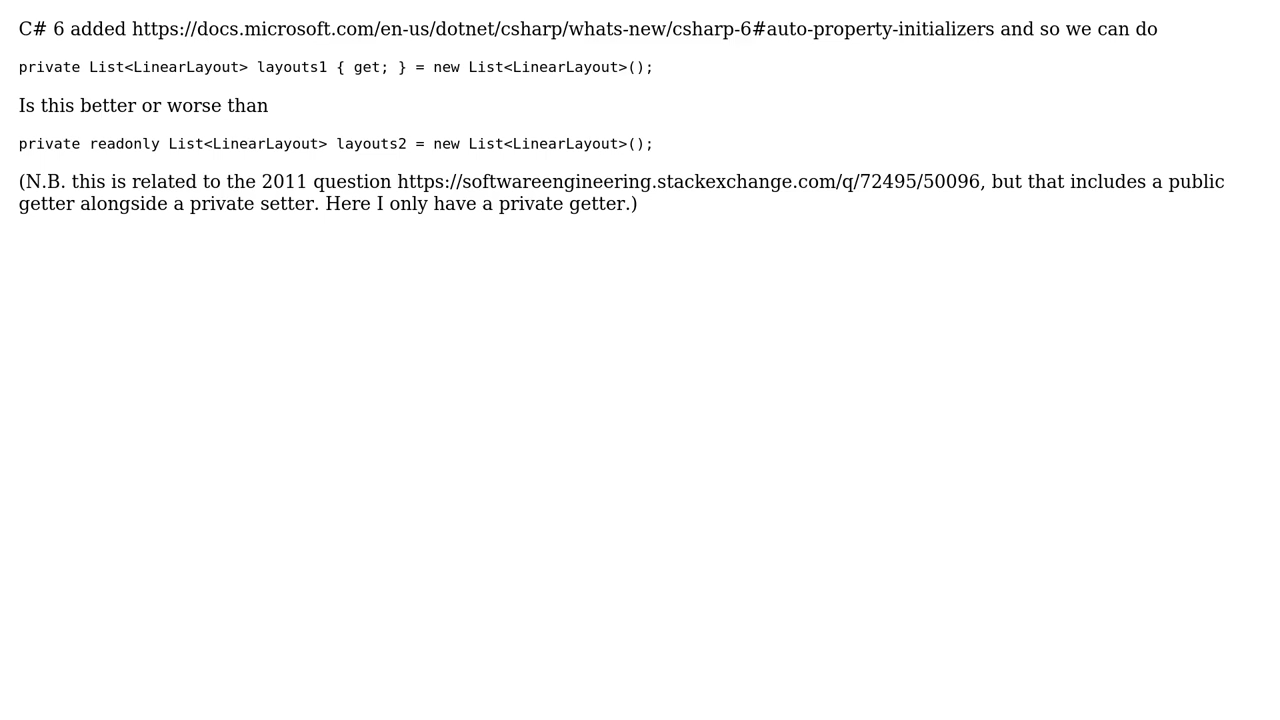 C# 6 added https://docs.microsoft.com/en-us/dotnet/csharp/whats-new/csharp-6#auto-property-initializers and so we can do
private List<LinearLayout> layouts1 { get; } = new List<LinearLayout>();
Is this better or worse than
private readonly List<LinearLayout> layouts2 = new List<LinearLayout>();
(N.B. this is related to the 2011 question https://softwareengineering.stackexchange.com/q/72495/50096, but that includes a public
getter alongside a private setter. Here I only have a private getter.)